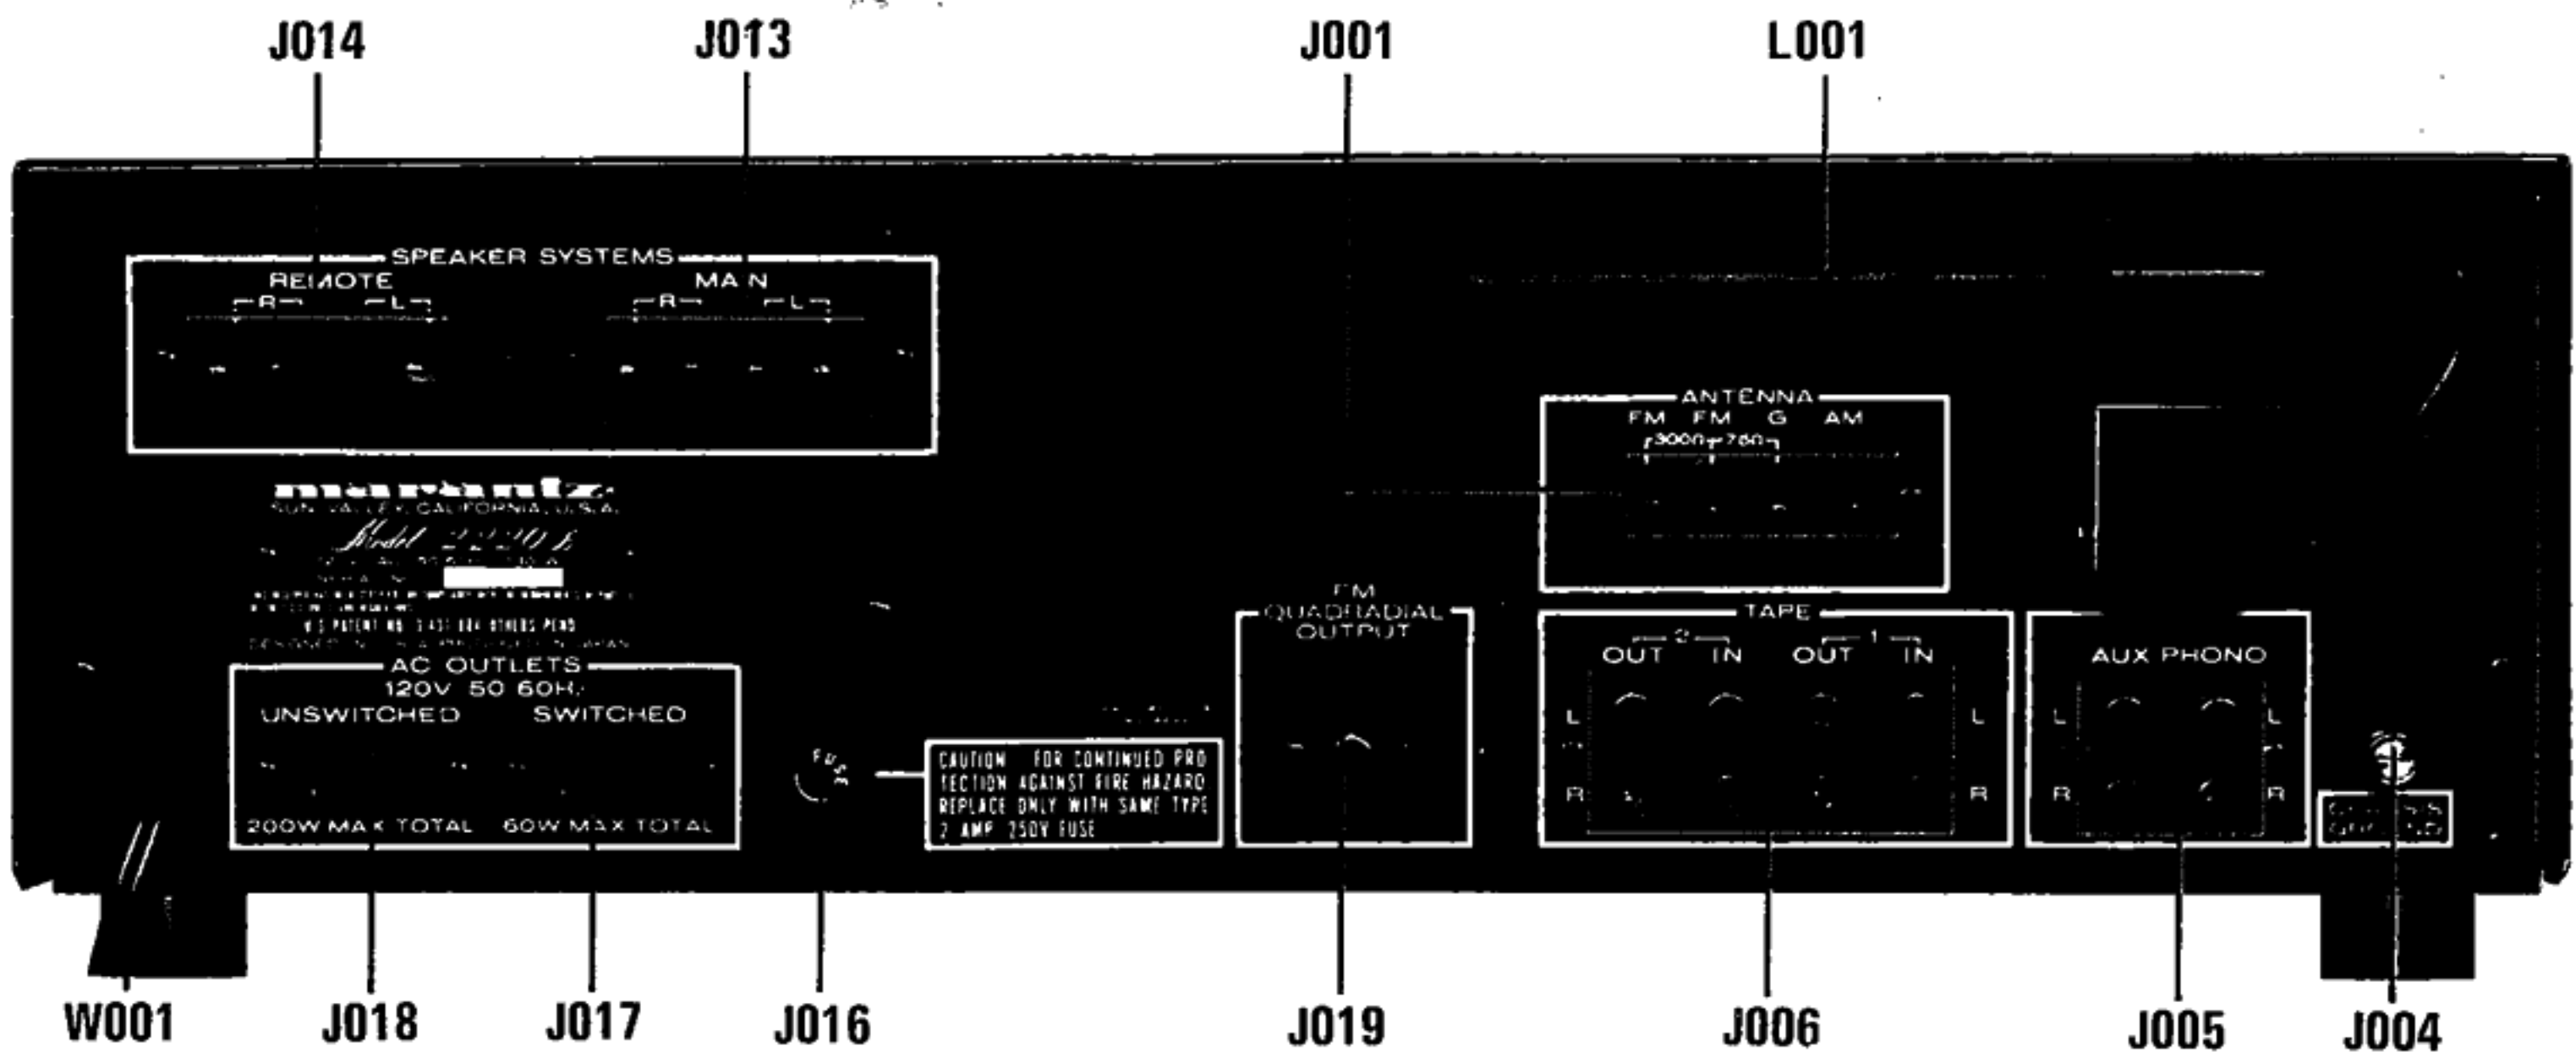 J014 J013 J001 L001
SPEAKER SYSTEMS
REMOTE MA N
R L R L
ANTENNA
FM FM G AM
marantz
SUN VALLEY, CALIFORNIA, U.S.A.
Model
FM
QUADRADIAL
OUTPUT
TAPE
2 1
OUT IN OUT IN
AUX PHONO
L L L L
R R R R
AC OUTLETS
120V 50 60Hz
UNSWITCHED SWITCHED
200W MAX TOTAL 60W MAX TOTAL
FUSE
CAUTION FOR CONTINUED PRO
TECTION AGAINST FIRE HAZARD
REPLACE ONLY WITH SAME TYPE
2 AMP 250V FUSE
W001 J018 J017 J016 J019 J006 J005 J004